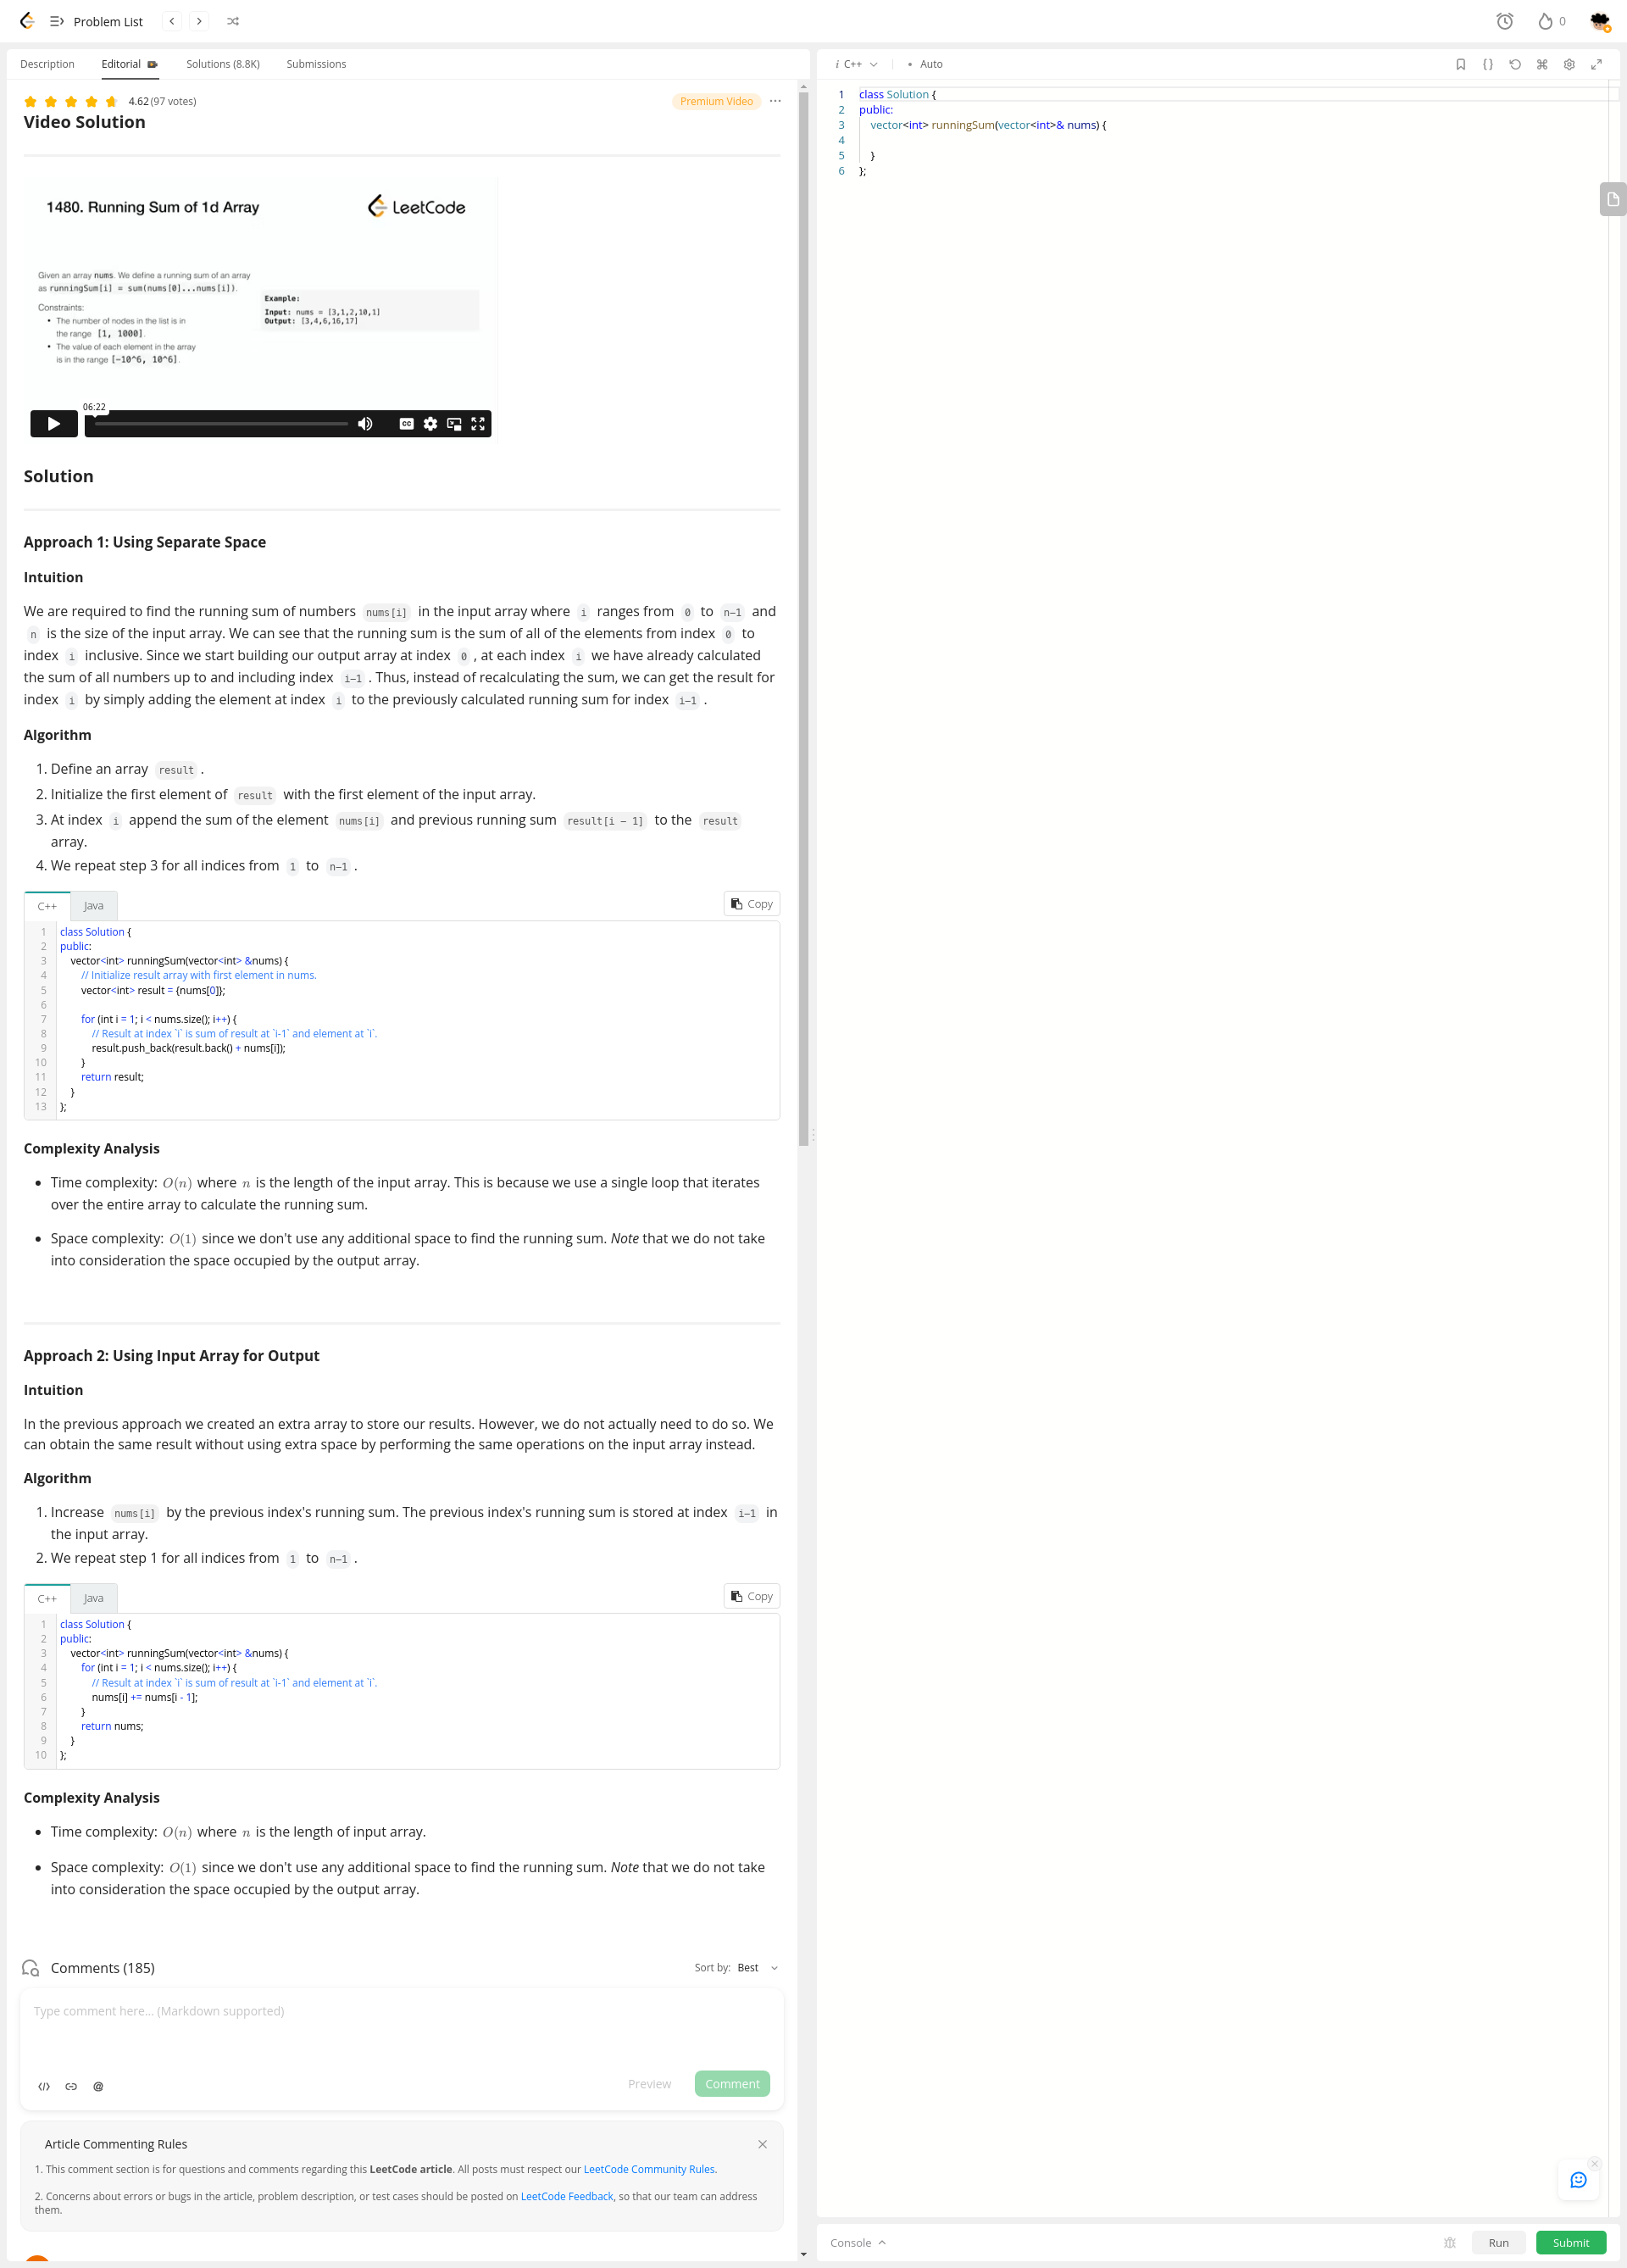 Problem List
0
Description Editorial Solutions (8.8K) Submissions
4.62 (97 votes) Premium Video
Video Solution
1480. Running Sum of 1d Array LeetCode
Given an array nums. We define a running sum of an array
as runningSum[i] = sum(nums[0]...nums[i]).
Constraints:
• The number of nodes in the list is in
the range [1, 1000].
• The value of each element in the array
is in the range [-10^6, 10^6].
Example:
Input: nums = [3,1,2,10,1]
Output: [3,4,6,16,17]
06:22
CC
Solution
Approach 1: Using Separate Space
Intuition
We are required to find the running sum of numbers nums[i] in the input array where i ranges from 0 to n-1 and
n is the size of the input array. We can see that the running sum is the sum of all of the elements from index 0 to
index i inclusive. Since we start building our output array at index 0 , at each index i we have already calculated
the sum of all numbers up to and including index i-1 . Thus, instead of recalculating the sum, we can get the result for
index i by simply adding the element at index i to the previously calculated running sum for index i-1 .
Algorithm
1. Define an array result .
2. Initialize the first element of result with the first element of the input array.
3. At index i append the sum of the element nums[i] and previous running sum result[i - 1] to the result
array.
4. We repeat step 3 for all indices from 1 to n-1 .
C++ Java Copy
1 class Solution {
2 public:
3 vector<int> runningSum(vector<int> &nums) {
4 // Initialize result array with first element in nums.
5 vector<int> result = {nums[0]};
6
7 for (int i = 1; i < nums.size(); i++) {
8 // Result at index `i` is sum of result at `i-1` and element at `i`.
9 result.push_back(result.back() + nums[i]);
10 }
11 return result;
12 }
13 };
Complexity Analysis
• Time complexity: O(n) where n is the length of the input array. This is because we use a single loop that iterates
over the entire array to calculate the running sum.
• Space complexity: O(1) since we don't use any additional space to find the running sum. Note that we do not take
into consideration the space occupied by the output array.
Approach 2: Using Input Array for Output
Intuition
In the previous approach we created an extra array to store our results. However, we do not actually need to do so. We
can obtain the same result without using extra space by performing the same operations on the input array instead.
Algorithm
1. Increase nums[i] by the previous index's running sum. The previous index's running sum is stored at index i-1 in
the input array.
2. We repeat step 1 for all indices from 1 to n-1 .
C++ Java Copy
1 class Solution {
2 public:
3 vector<int> runningSum(vector<int> &nums) {
4 for (int i = 1; i < nums.size(); i++) {
5 // Result at index `i` is sum of result at `i-1` and element at `i`.
6 nums[i] += nums[i - 1];
7 }
8 return nums;
9 }
10 };
Complexity Analysis
• Time complexity: O(n) where n is the length of input array.
• Space complexity: O(1) since we don't use any additional space to find the running sum. Note that we do not take
into consideration the space occupied by the output array.
Comments (185) Sort by: Best
Type comment here... (Markdown supported)
Preview Comment
Article Commenting Rules
1. This comment section is for questions and comments regarding this LeetCode article. All posts must respect our LeetCode Community Rules.
2. Concerns about errors or bugs in the article, problem description, or test cases should be posted on LeetCode Feedback, so that our team can address
them.
i C++ • Auto
1 class Solution {
2 public:
3 vector<int> runningSum(vector<int>& nums) {
4
5 }
6 };
Console Run Submit